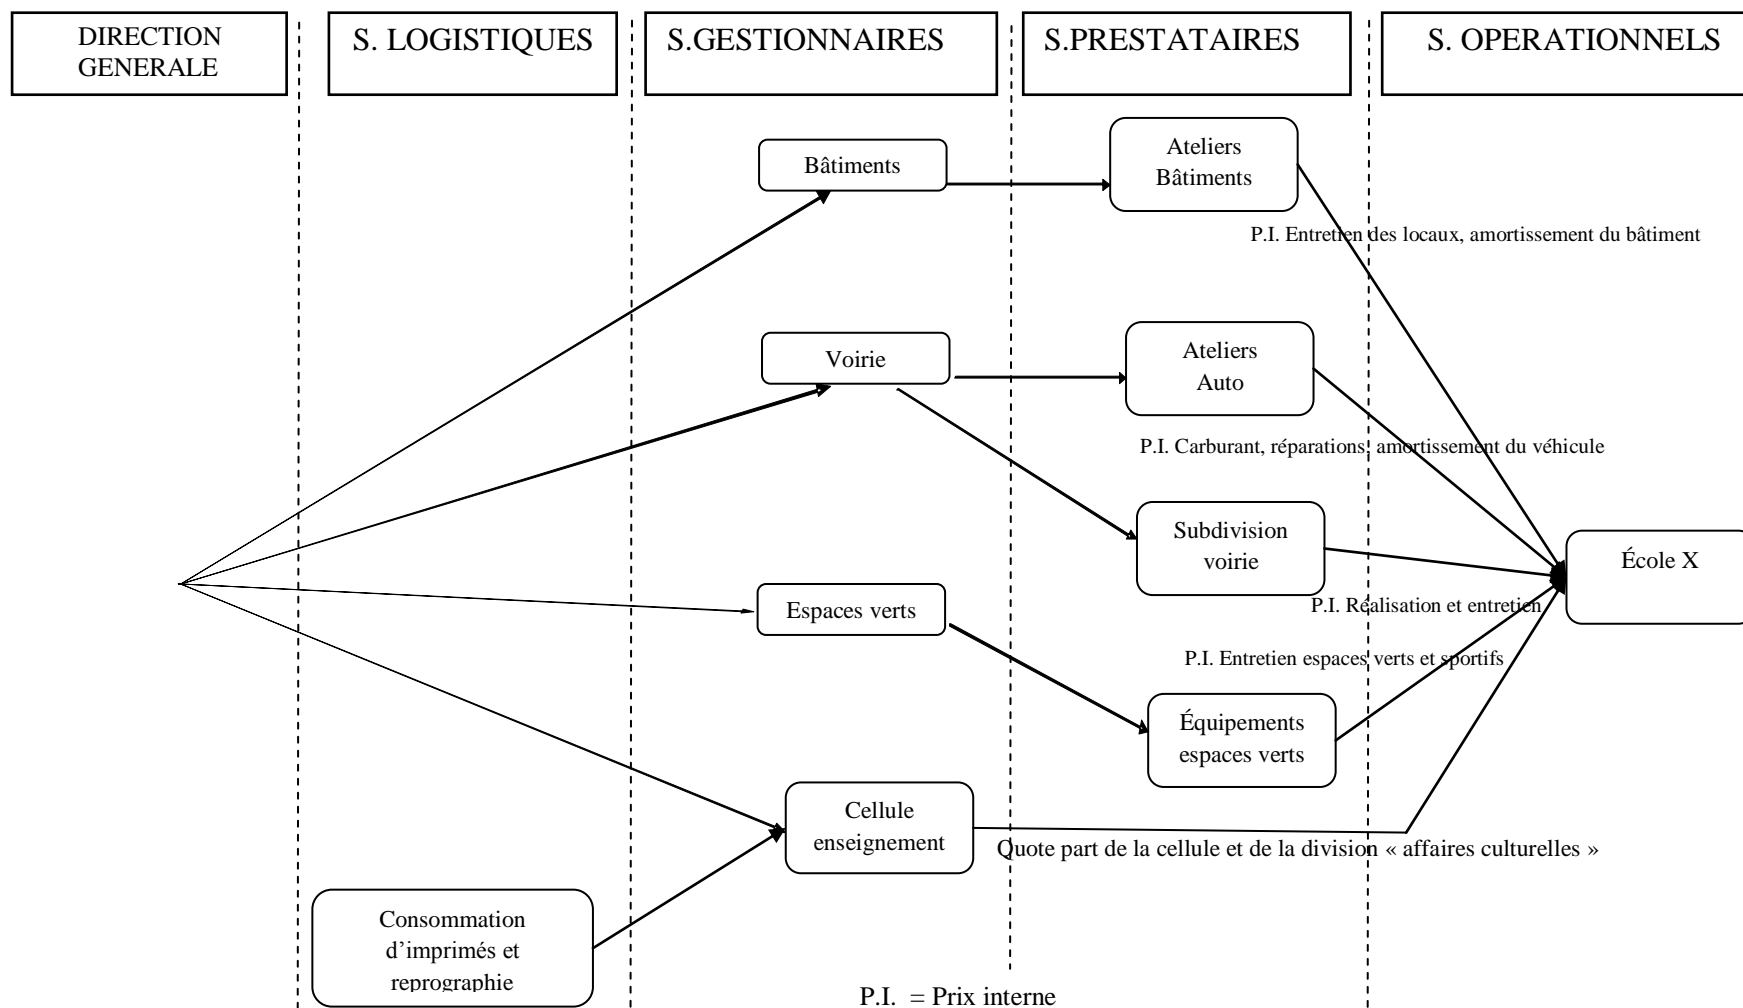 DIRECTION
GENERALE
S. LOGISTIQUES
S.GESTIONNAIRES
S.PRESTATAIRES
S. OPERATIONNELS
Bâtiments
Ateliers
Bâtiments
P.I. Entretien des locaux, amortissement du bâtiment
Voirie
Ateliers
Auto
P.I. Carburant, réparations, amortissement du véhicule
Subdivision
voirie
École X
P.I. Réalisation et entretien
Espaces verts
P.I. Entretien espaces verts et sportifs
Équipements
espaces verts
Cellule
enseignement
Quote part de la cellule et de la division « affaires culturelles »
Consommation
d’imprimés et
reprographie
P.I. = Prix interne